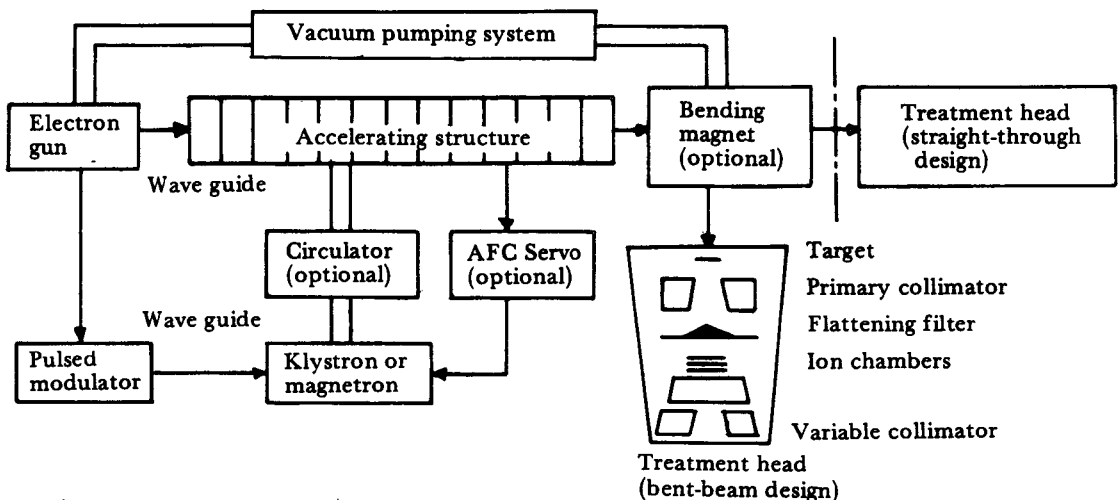 Vacuum pumping system
Electron
gun
Accelerating structure
Bending
magnet
(optional)
Treatment head
(straight-through
design)
Wave guide
Circulator
(optional)
AFC Servo
(optional)
Target
Primary collimator
Flattening filter
Ion chambers
Wave guide
Pulsed
modulator
Klystron or
magnetron
Variable collimator
Treatment head
(bent-beam design)